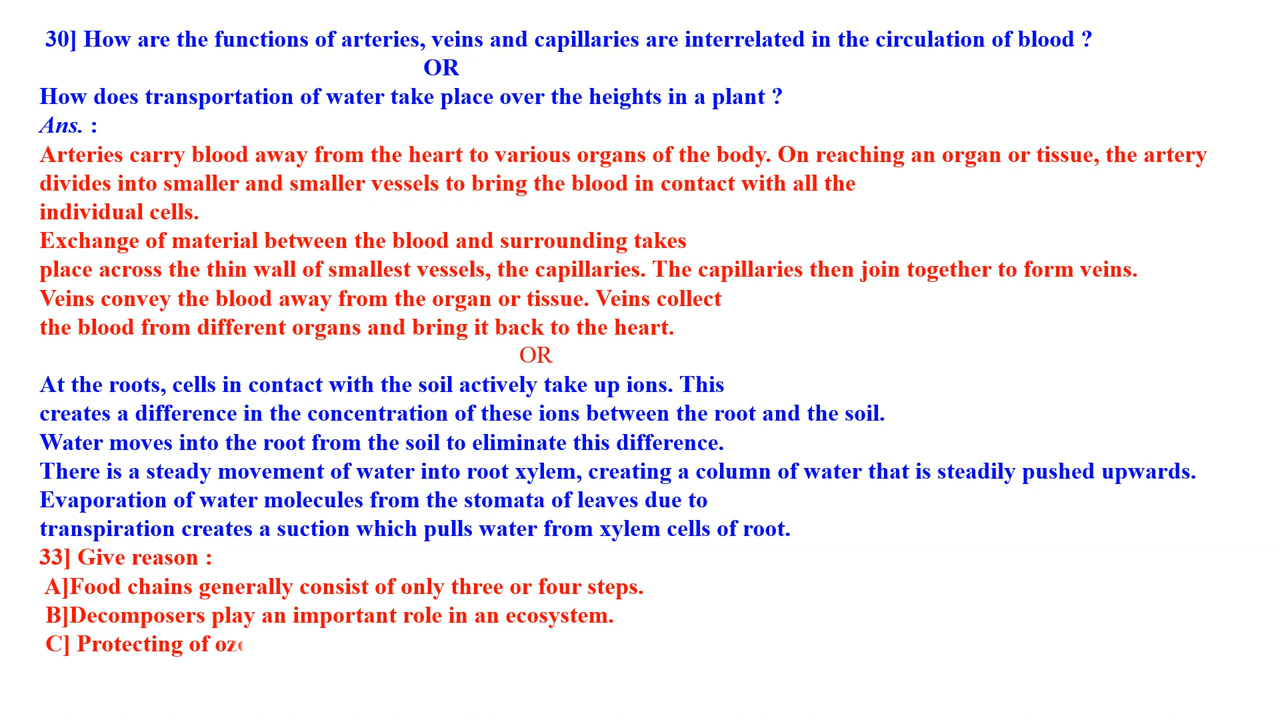 30] How are the functions of arteries, veins and capillaries are interrelated in the circulation of blood ?
OR
How does transportation of water take place over the heights in a plant ?
Ans. :
Arteries carry blood away from the heart to various organs of the body. On reaching an organ or tissue, the artery
divides into smaller and smaller vessels to bring the blood in contact with all the
individual cells.
Exchange of material between the blood and surrounding takes
place across the thin wall of smallest vessels, the capillaries. The capillaries then join together to form veins.
Veins convey the blood away from the organ or tissue. Veins collect
the blood from different organs and bring it back to the heart.
OR
At the roots, cells in contact with the soil actively take up ions. This
creates a difference in the concentration of these ions between the root and the soil.
Water moves into the root from the soil to eliminate this difference.
There is a steady movement of water into root xylem, creating a column of water that is steadily pushed upwards.
Evaporation of water molecules from the stomata of leaves due to
transpiration creates a suction which pulls water from xylem cells of root.
33] Give reason :
A]Food chains generally consist of only three or four steps.
B]Decomposers play an important role in an ecosystem.
C] Protecting of